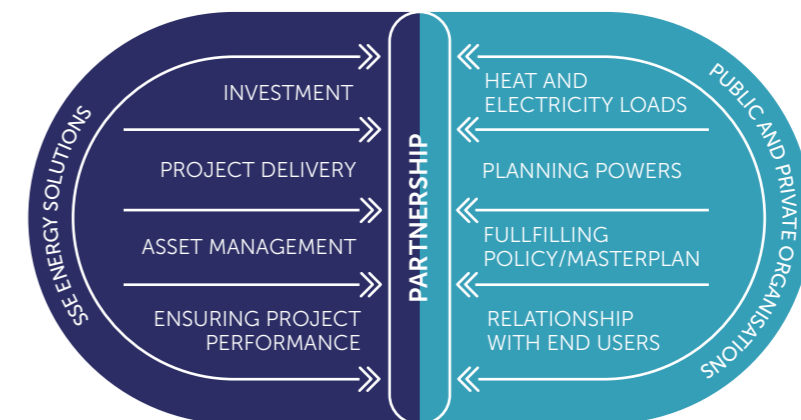 SSE ENERGY SOLUTIONS
INVESTMENT
PROJECT DELIVERY
ASSET MANAGEMENT
ENSURING PROJECT
PERFORMANCE
PARTNERSHIP
HEAT AND
ELECTRICITY LOADS
PLANNING POWERS
FULLFILLING
POLICY/MASTERPLAN
RELATIONSHIP
WITH END USERS
PUBLIC AND PRIVATE ORGANISATIONS